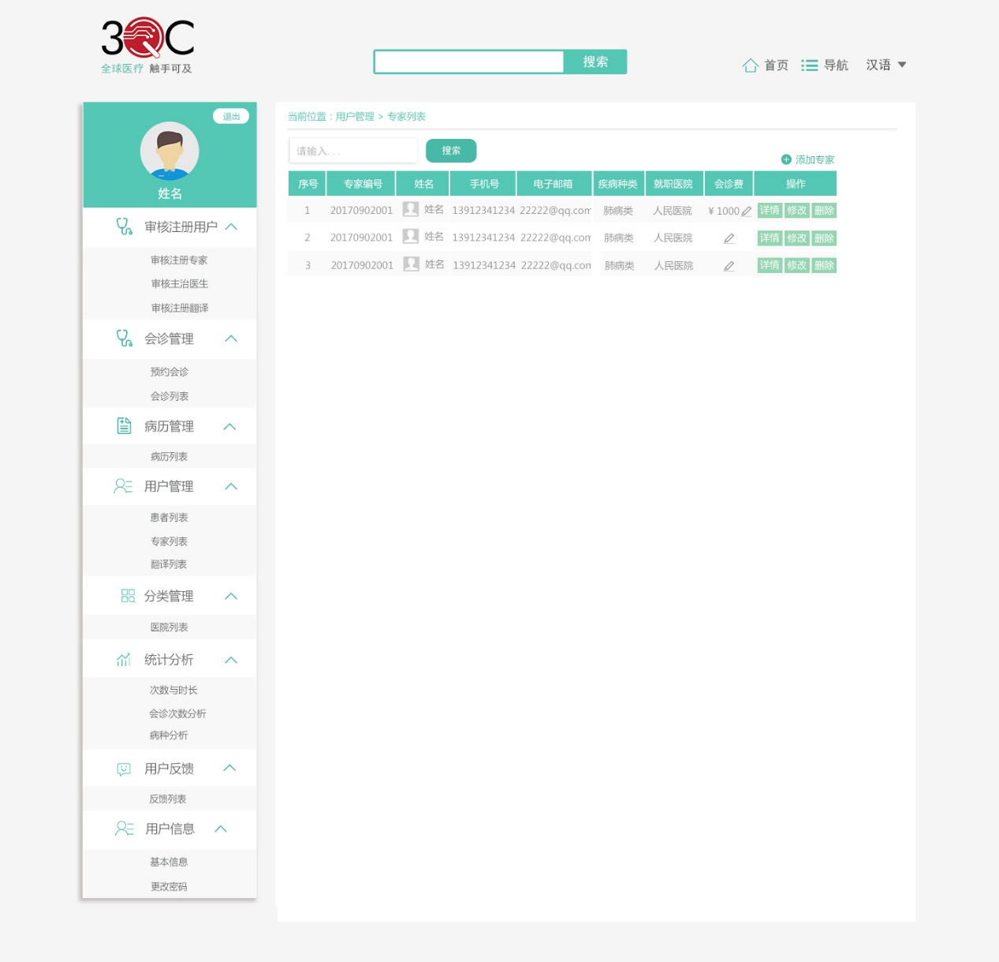 3QC
全球医疗 触手可及
搜索
首页 导航 汉语
退出
姓名
审核注册用户
审核注册专家
审核主治医生
审核注册翻译
会诊管理
预约会诊
会诊列表
病历管理
病历列表
用户管理
患者列表
专家列表
翻译列表
分类管理
医院列表
统计分析
次数与时长
会诊次数分析
病种分析
用户反馈
反馈列表
用户信息
基本信息
更改密码
当前位置：用户管理 > 专家列表
请输入...
搜索
添加专家
序号 专家编号 姓名 手机号 电子邮箱 疾病种类 就职医院 会诊费 操作
1 20170902001 姓名 13912341234 22222@qq.com 肺病类 人民医院 ¥ 1000 详情 修改 删除
2 20170902001 姓名 13912341234 22222@qq.com 肺病类 人民医院 详情 修改 删除
3 20170902001 姓名 13912341234 22222@qq.com 肺病类 人民医院 详情 修改 删除